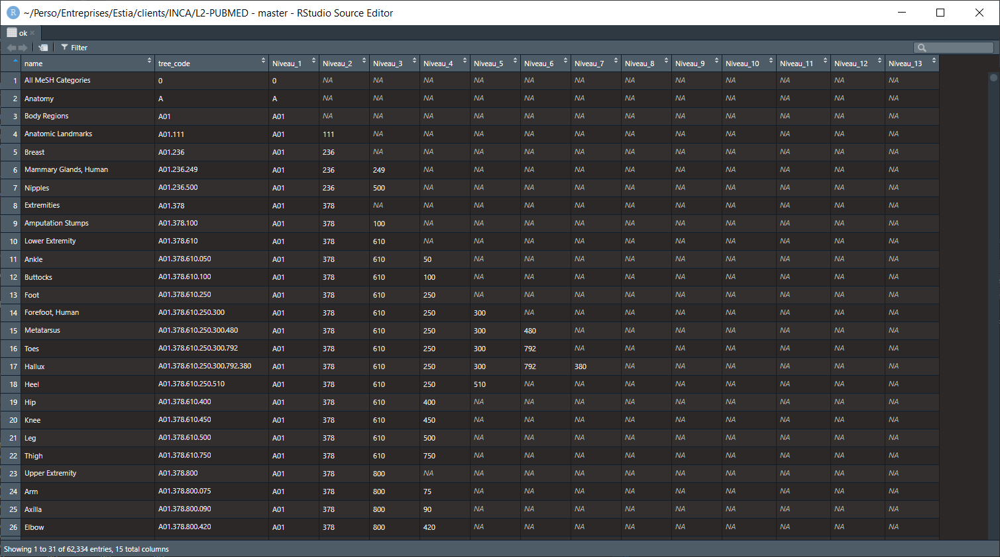 R ~/Perso/Entreprises/Estia/clients/INCA/L2-PUBMED - master - RStudio Source Editor
ok
Filter
name tree_code Niveau_1 Niveau_2 Niveau_3 Niveau_4 Niveau_5 Niveau_6 Niveau_7 Niveau_8 Niveau_9 Niveau_10 Niveau_11 Niveau_12 Niveau_13
1 All MeSH Categories 0 0 NA NA NA NA NA NA NA NA NA NA NA NA
2 Anatomy A A NA NA NA NA NA NA NA NA NA NA NA NA
3 Body Regions A01 A01 NA NA NA NA NA NA NA NA NA NA NA NA
4 Anatomic Landmarks A01.111 A01 111 NA NA NA NA NA NA NA NA NA NA NA
5 Breast A01.236 A01 236 NA NA NA NA NA NA NA NA NA NA NA
6 Mammary Glands, Human A01.236.249 A01 236 249 NA NA NA NA NA NA NA NA NA NA
7 Nipples A01.236.500 A01 236 500 NA NA NA NA NA NA NA NA NA NA
8 Extremities A01.378 A01 378 NA NA NA NA NA NA NA NA NA NA NA
9 Amputation Stumps A01.378.100 A01 378 100 NA NA NA NA NA NA NA NA NA NA
10 Lower Extremity A01.378.610 A01 378 610 NA NA NA NA NA NA NA NA NA NA
11 Ankle A01.378.610.050 A01 378 610 50 NA NA NA NA NA NA NA NA NA
12 Buttocks A01.378.610.100 A01 378 610 100 NA NA NA NA NA NA NA NA NA
13 Foot A01.378.610.250 A01 378 610 250 NA NA NA NA NA NA NA NA NA
14 Forefoot, Human A01.378.610.250.300 A01 378 610 250 300 NA NA NA NA NA NA NA NA
15 Metatarsus A01.378.610.250.300.480 A01 378 610 250 300 480 NA NA NA NA NA NA NA
16 Toes A01.378.610.250.300.792 A01 378 610 250 300 792 NA NA NA NA NA NA NA
17 Hallux A01.378.610.250.300.792.380 A01 378 610 250 300 792 380 NA NA NA NA NA NA
18 Heel A01.378.610.250.510 A01 378 610 250 510 NA NA NA NA NA NA NA NA
19 Hip A01.378.610.400 A01 378 610 400 NA NA NA NA NA NA NA NA NA
20 Knee A01.378.610.450 A01 378 610 450 NA NA NA NA NA NA NA NA NA
21 Leg A01.378.610.500 A01 378 610 500 NA NA NA NA NA NA NA NA NA
22 Thigh A01.378.610.750 A01 378 610 750 NA NA NA NA NA NA NA NA NA
23 Upper Extremity A01.378.800 A01 378 800 NA NA NA NA NA NA NA NA NA NA
24 Arm A01.378.800.075 A01 378 800 75 NA NA NA NA NA NA NA NA NA
25 Axilla A01.378.800.090 A01 378 800 90 NA NA NA NA NA NA NA NA NA
26 Elbow A01.378.800.420 A01 378 800 420 NA NA NA NA NA NA NA NA NA
Showing 1 to 31 of 62,334 entries, 15 total columns